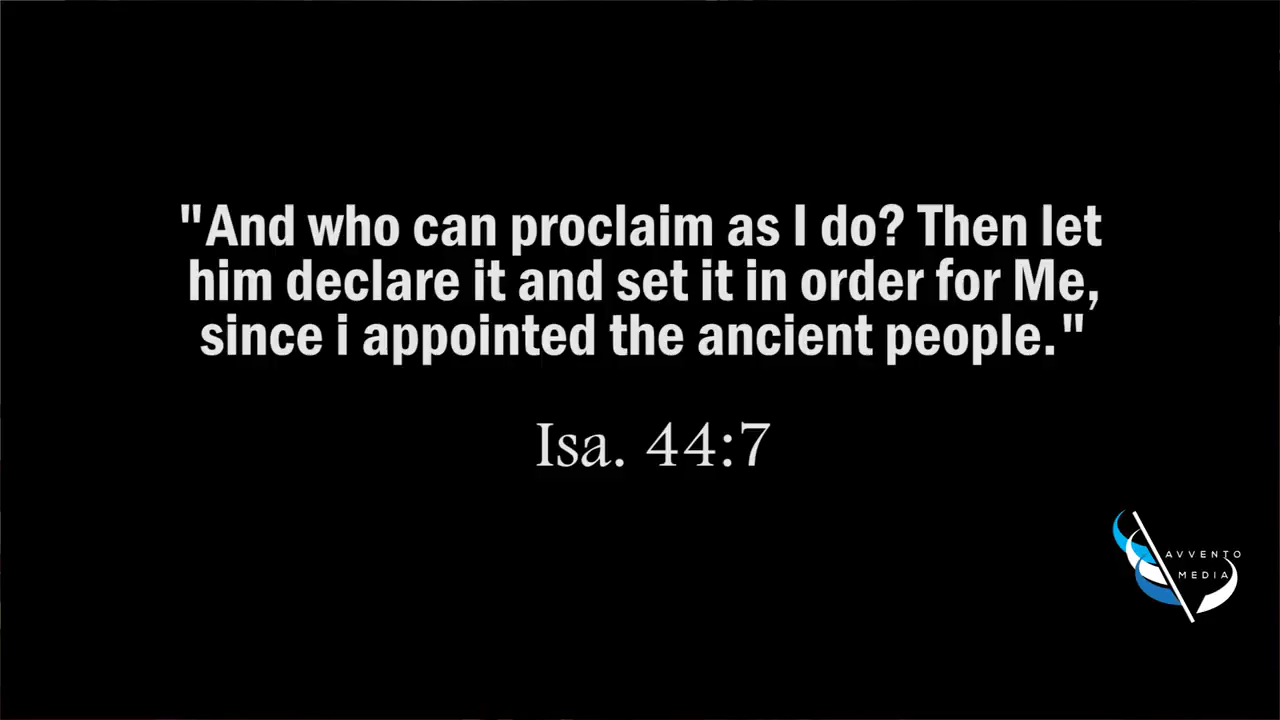 "And who can proclaim as I do? Then let
him declare it and set it in order for Me,
since i appointed the ancient people."
Isa. 44:7
AVVENTO
MEDIA